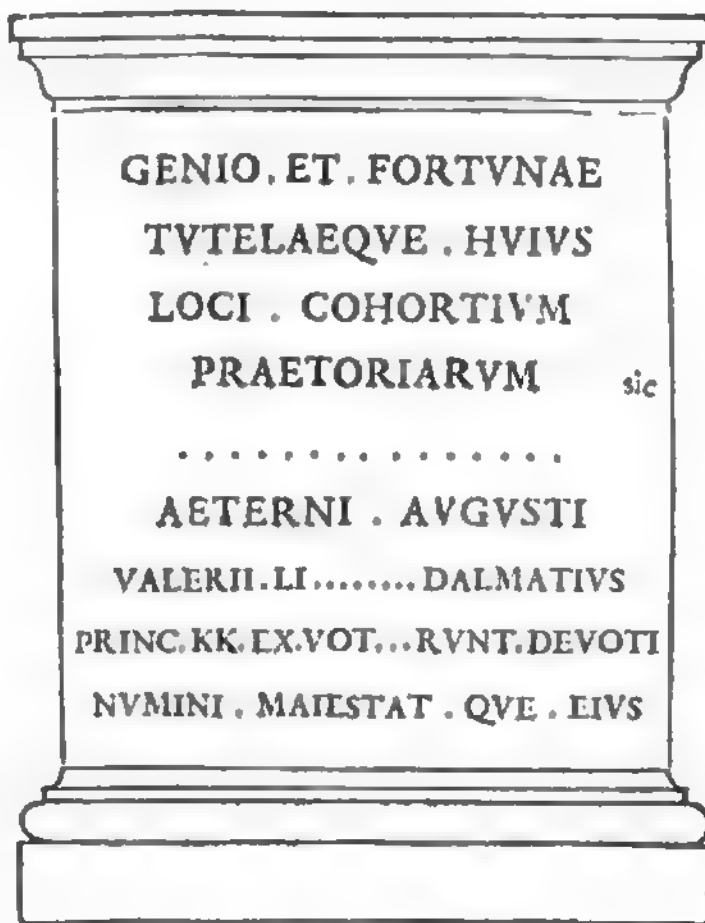 GENIO . ET . FORTVNAE
TVTELAEQVE . HVIVS
LOCI . COHORTIVM
PRAETORIARVM sic
. . . . . . . . . . . . . . .
AETERNI . AVGVSTI
VALERII . LI ........ DALMATIVS
PRINC. KK. EX. VOT... RVNT. DEVOTI
NVMINI . MAIESTAT . QVE . EIVS